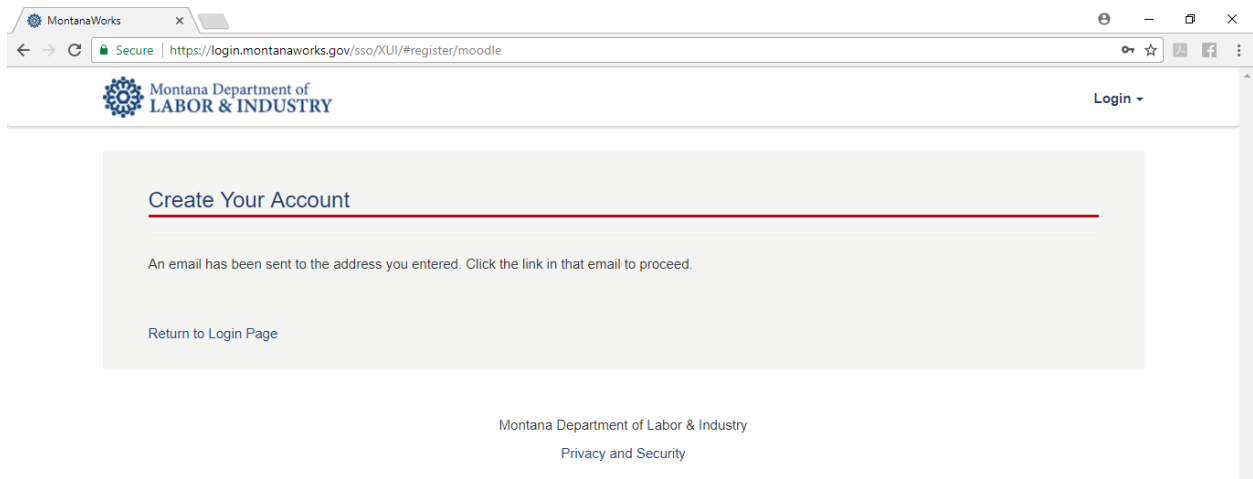 MontanaWorks
Secure | https://login.montanaworks.gov/sso/XUI/#register/moodle
Montana Department of
LABOR & INDUSTRY
Login
Create Your Account
An email has been sent to the address you entered. Click the link in that email to proceed.
Return to Login Page
Montana Department of Labor & Industry
Privacy and Security